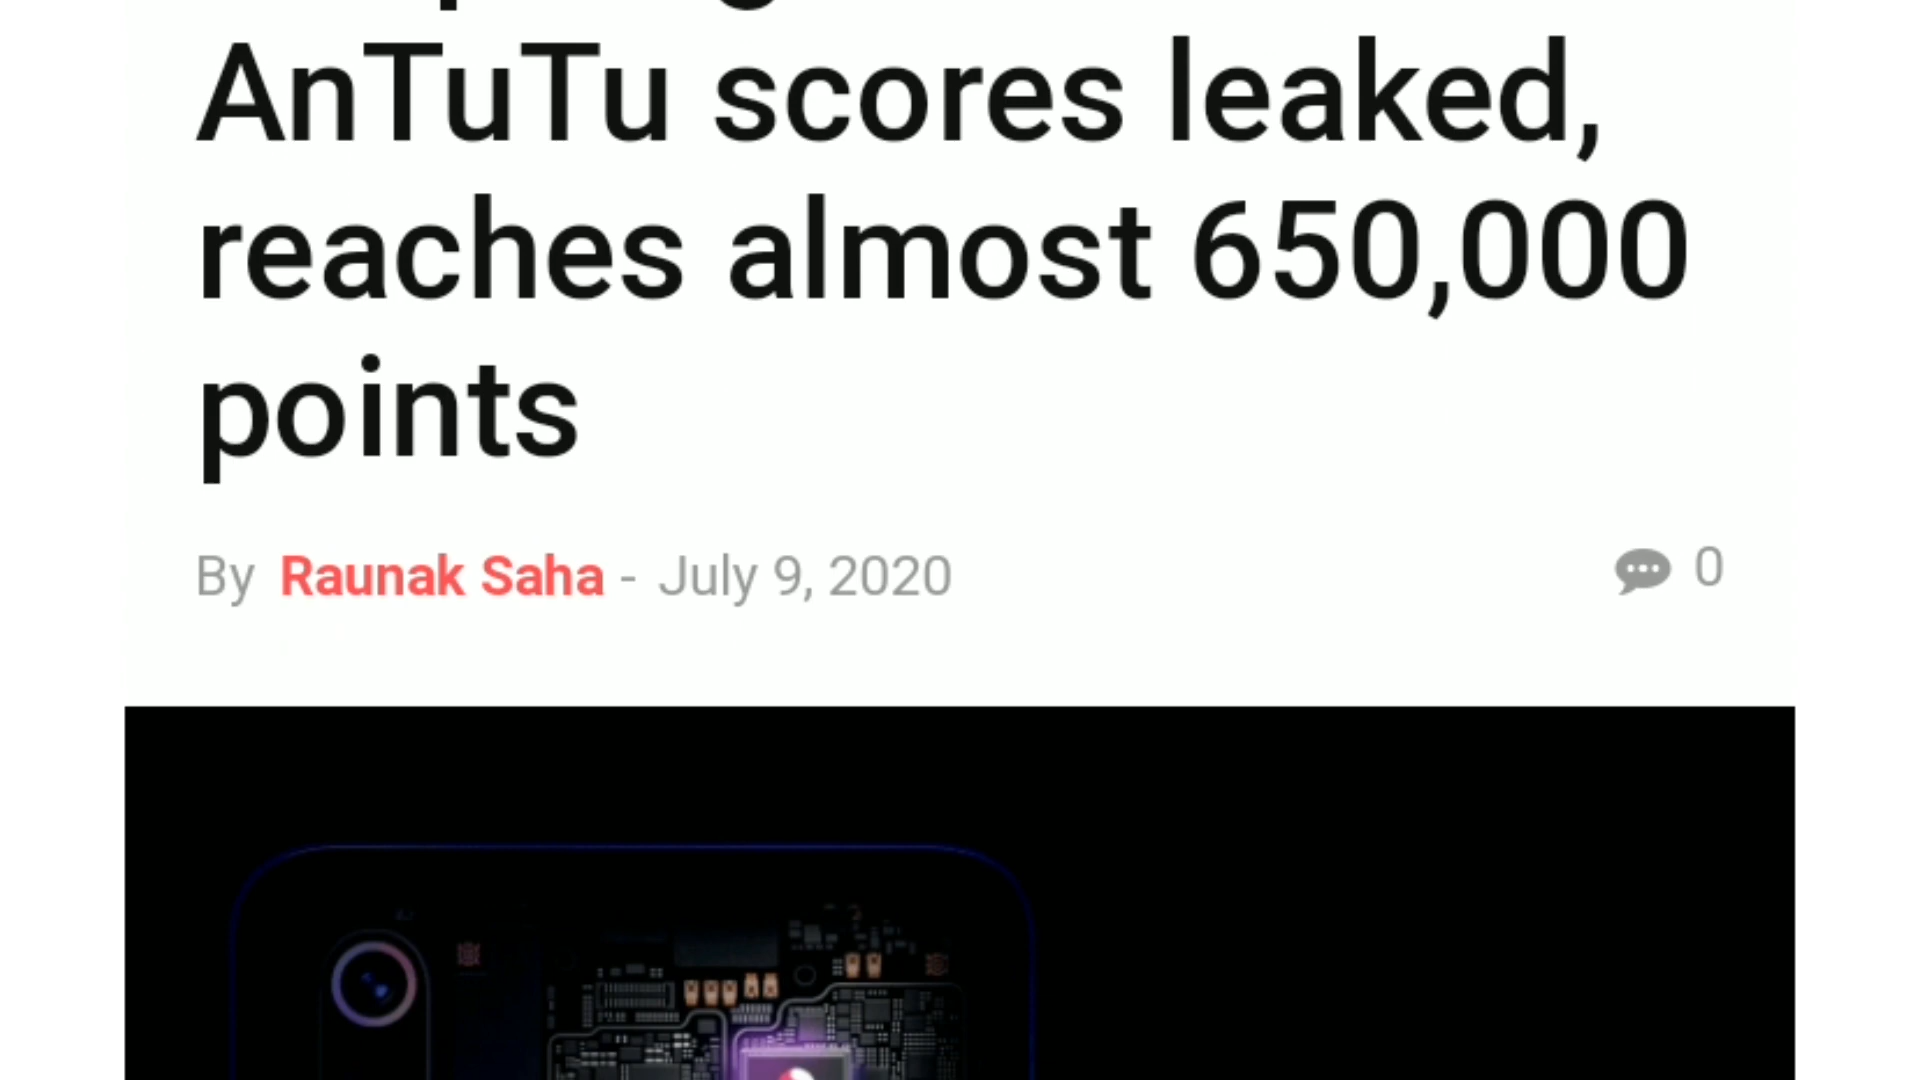 AnTuTu scores leaked,
reaches almost 650,000
points
By Raunak Saha - July 9, 2020
0